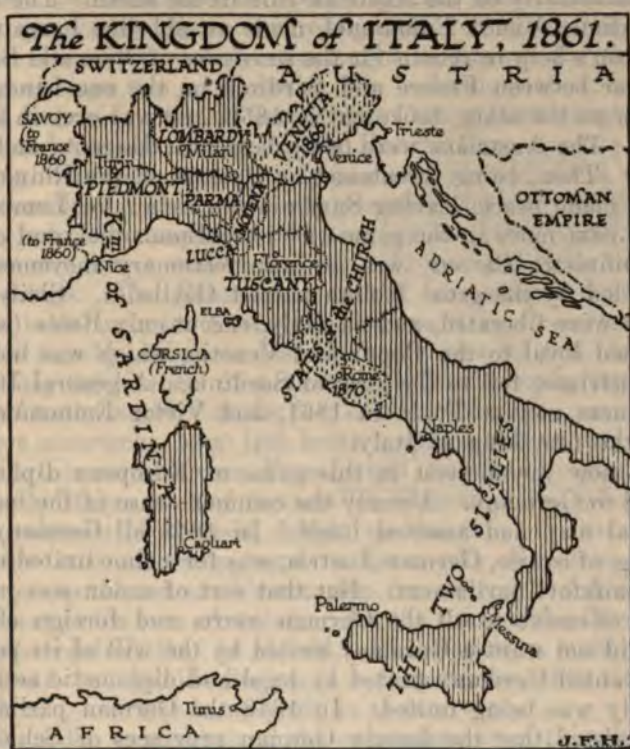 The KINGDOM of ITALY, 1861.
SWITZERLAND
AUSTRIA
SAVOY
(to
France
1860
LOMBARDY
Milan
VENETIA
1866
Trieste
Venice
Turin
PIEDMONT
PARMA
MODENA
OTTOMAN
EMPIRE
(to France
1860)
Nice
LUCCA
Florence
TUSCANY
ADRIATIC SEA
ELBA
STATES of the CHURCH
Rome
1870
CORSICA
(French)
KINGDOM
SARDINIA
Naples
Cagliari
THE TWO SICILIES
Palermo
Messina
Tunis
AFRICA
J.F.H.